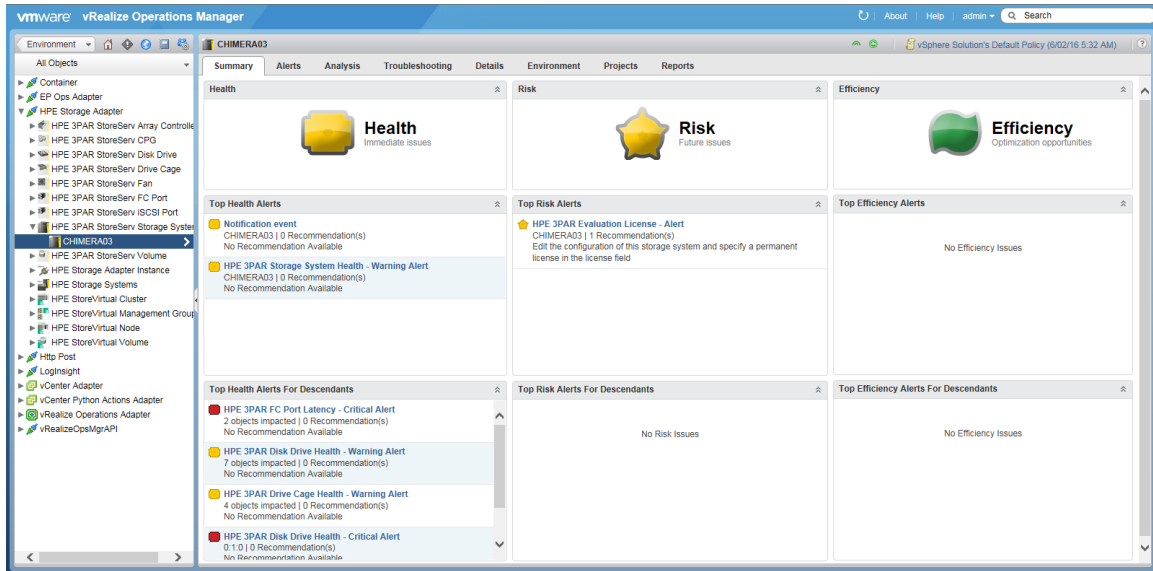 vmware vRealize Operations Manager
About Help admin Search
Environment
All Objects
Container
EP Ops Adapter
HPE Storage Adapter
HPE 3PAR StoreServ Array Controlle
HPE 3PAR StoreServ CPG
HPE 3PAR StoreServ Disk Drive
HPE 3PAR StoreServ Drive Cage
HPE 3PAR StoreServ Fan
HPE 3PAR StoreServ FC Port
HPE 3PAR StoreServ iSCSI Port
HPE 3PAR StoreServ Storage System
CHIMERA03
HPE 3PAR StoreServ Volume
HPE Storage Adapter Instance
HPE Storage Systems
HPE StoreVirtual Cluster
HPE StoreVirtual Management Group
HPE StoreVirtual Node
HPE StoreVirtual Volume
Http Post
LogInsight
vCenter Adapter
vCenter Python Actions Adapter
vRealize Operations Adapter
vRealizeOpsMgrAPI
CHIMERA03
vSphere Solution's Default Policy (6/02/16 5:32 AM)
Summary Alerts Analysis Troubleshooting Details Environment Projects Reports
Health
Health
Immediate issues
Risk
Risk
Future issues
Efficiency
Efficiency
Optimization opportunities
Top Health Alerts
Notification event
CHIMERA03 | 0 Recommendation(s)
No Recommendation Available
HPE 3PAR Storage System Health - Warning Alert
CHIMERA03 | 0 Recommendation(s)
No Recommendation Available
Top Risk Alerts
HPE 3PAR Evaluation License - Alert
CHIMERA03 | 1 Recommendation(s)
Edit the configuration of this storage system and specify a permanent
license in the license field
Top Efficiency Alerts
No Efficiency Issues
Top Health Alerts For Descendants
HPE 3PAR FC Port Latency - Critical Alert
2 objects impacted | 0 Recommendation(s)
No Recommendation Available
HPE 3PAR Disk Drive Health - Warning Alert
7 objects impacted | 0 Recommendation(s)
No Recommendation Available
HPE 3PAR Drive Cage Health - Warning Alert
4 objects impacted | 0 Recommendation(s)
No Recommendation Available
HPE 3PAR Disk Drive Health - Critical Alert
0:1:0 | 0 Recommendation(s)
No Recommendation Available
Top Risk Alerts For Descendants
No Risk Issues
Top Efficiency Alerts For Descendants
No Efficiency Issues